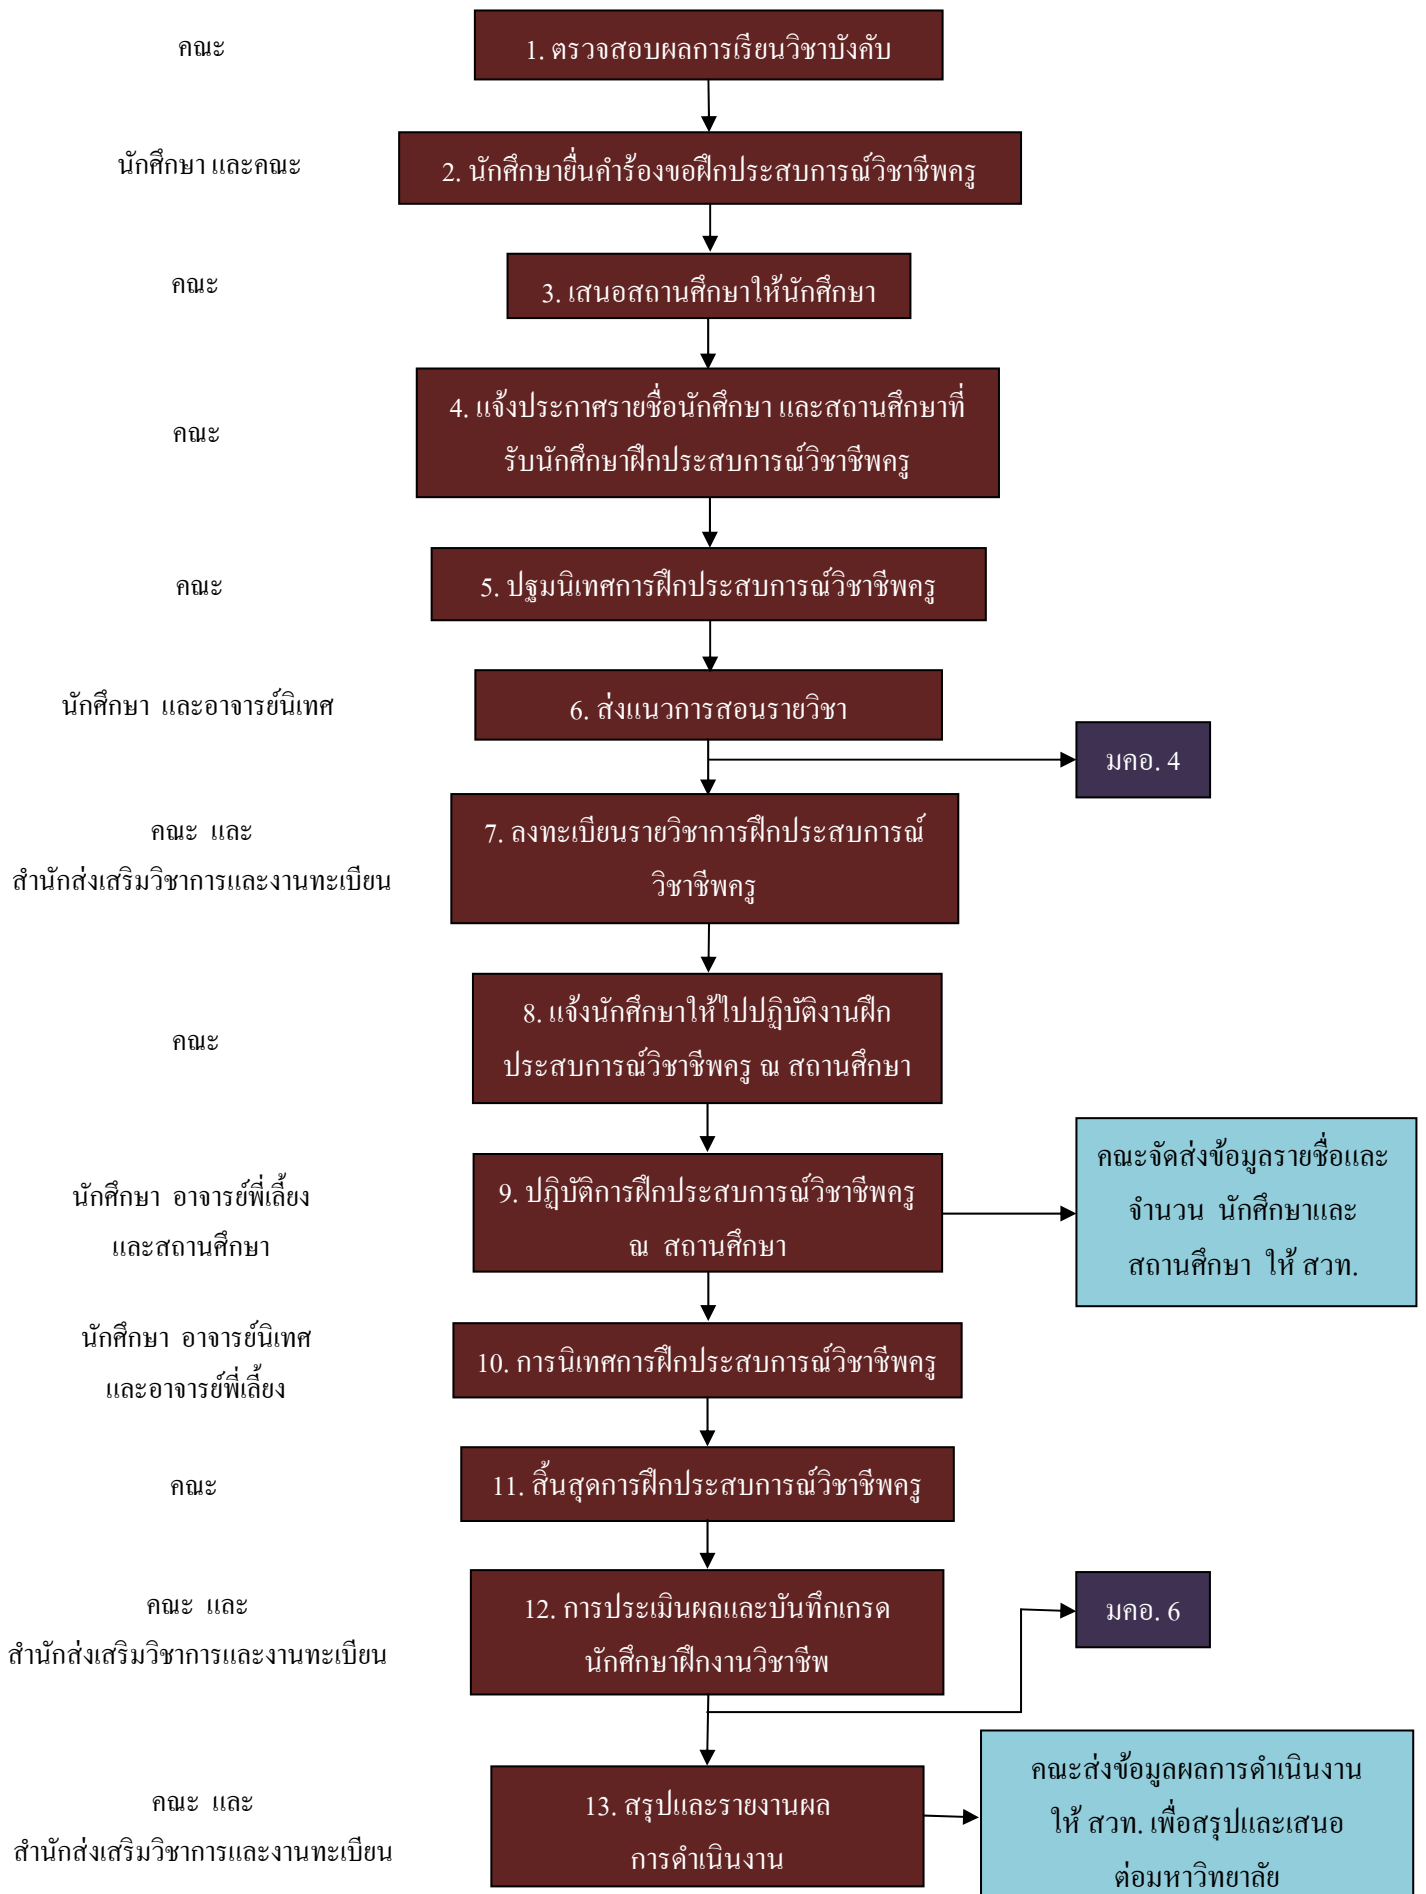 คณะ
1. ตรวจสอบผลการเรียนวิชาบังคับ
นักศึกษา และคณะ
2. นักศึกษายื่นคำร้องขอฝึกประสบการณ์วิชาชีพครู
คณะ
3. เสนอสถานศึกษาให้นักศึกษา
คณะ
4. แจ้งประกาศรายชื่อนักศึกษา และสถานศึกษาที่
รับนักศึกษาฝึกประสบการณ์วิชาชีพครู
คณะ
5. ปฐมนิเทศการฝึกประสบการณ์วิชาชีพครู
นักศึกษา และอาจารย์นิเทศ
6. ส่งแนวการสอนรายวิชา
มคอ. 4
คณะ และ
สำนักส่งเสริมวิชาการและงานทะเบียน
7. ลงทะเบียนรายวิชาการฝึกประสบการณ์
วิชาชีพครู
คณะ
8. แจ้งนักศึกษาให้ไปปฏิบัติงานฝึก
ประสบการณ์วิชาชีพครู ณ สถานศึกษา
นักศึกษา อาจารย์พี่เลี้ยง
และสถานศึกษา
9. ปฏิบัติการฝึกประสบการณ์วิชาชีพครู
ณ สถานศึกษา
คณะจัดส่งข้อมูลรายชื่อและ
จำนวน นักศึกษาและ
สถานศึกษา ให้ สวท.
นักศึกษา อาจารย์นิเทศ
และอาจารย์พี่เลี้ยง
10. การนิเทศการฝึกประสบการณ์วิชาชีพครู
คณะ
11. สิ้นสุดการฝึกประสบการณ์วิชาชีพครู
คณะ และ
สำนักส่งเสริมวิชาการและงานทะเบียน
12. การประเมินผลและบันทึกเกรด
นักศึกษาฝึกงานวิชาชีพ
มคอ. 6
คณะ และ
สำนักส่งเสริมวิชาการและงานทะเบียน
13. สรุปและรายงานผล
การดำเนินงาน
คณะส่งข้อมูลผลการดำเนินงาน
ให้ สวท. เพื่อสรุปและเสนอ
ต่อมหาวิทยาลัย